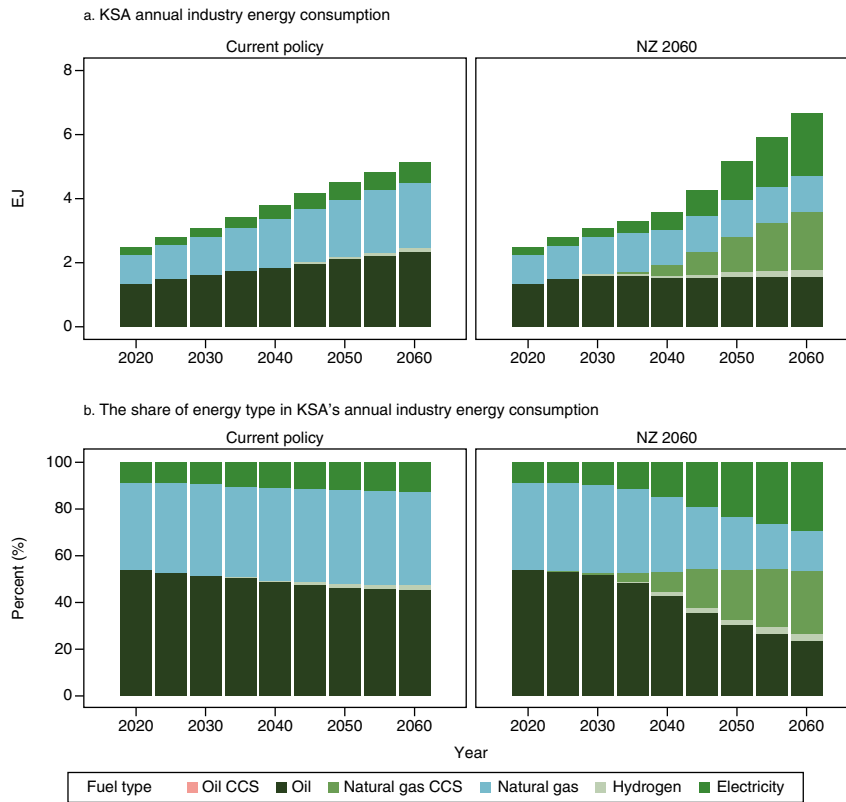 a. KSA annual industry energy consumption
Current policy
NZ 2060
8
6
4
2
0
EJ
2020 2030 2040 2050 2060
2020 2030 2040 2050 2060
b. The share of energy type in KSA's annual industry energy consumption
Current policy
NZ 2060
100
80
60
40
20
0
Percent (%)
2020 2030 2040 2050 2060
2020 2030 2040 2050 2060
Year
Fuel type Oil CCS Oil Natural gas CCS Natural gas Hydrogen Electricity